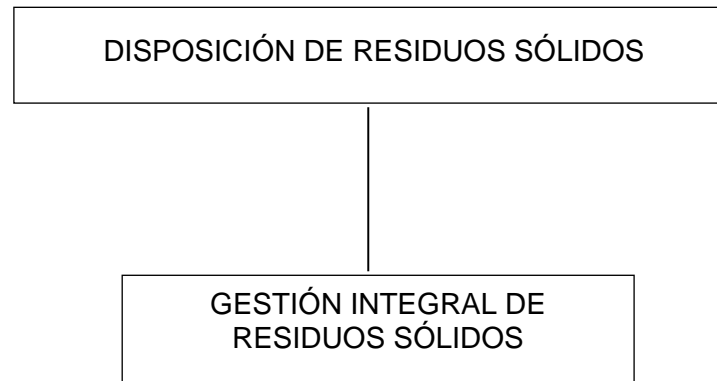 DISPOSICIÓN DE RESIDUOS SÓLIDOS
GESTIÓN INTEGRAL DE
RESIDUOS SÓLIDOS